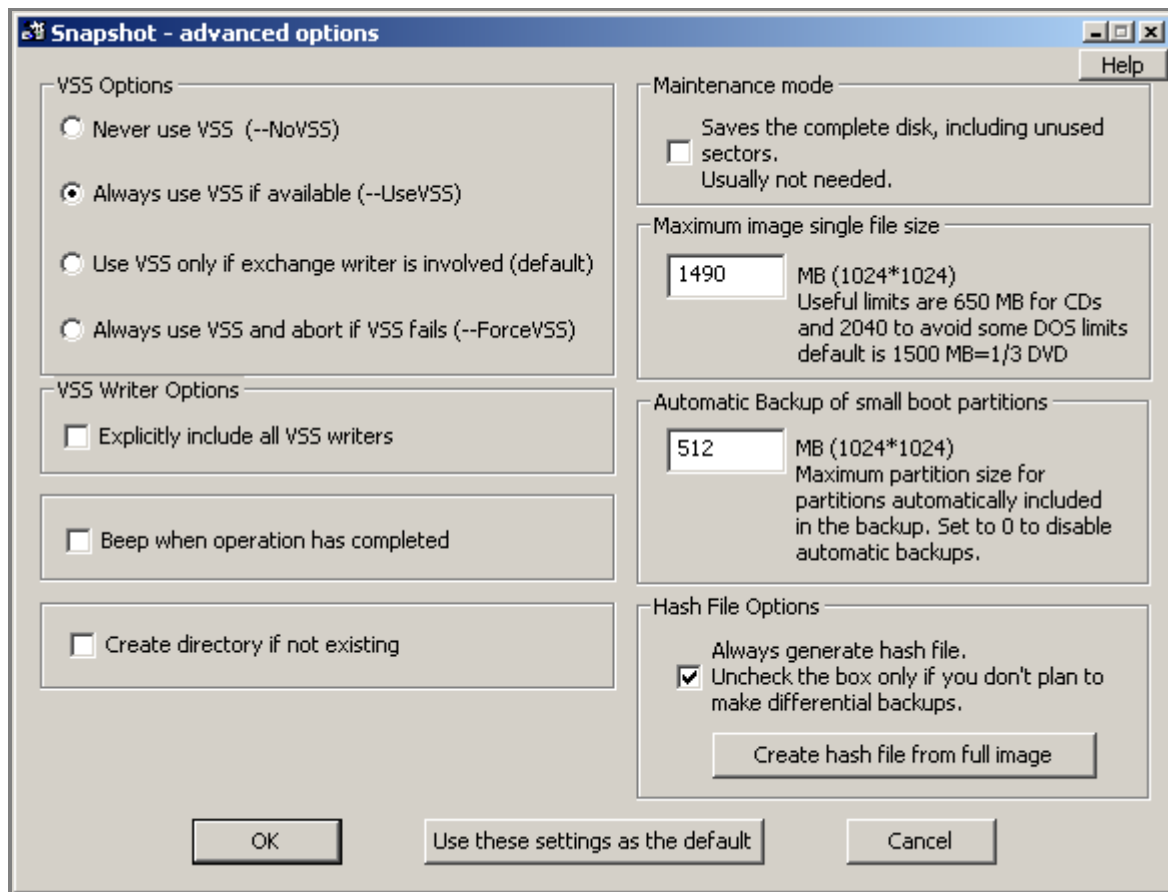 Snapshot - advanced options
Help
VSS Options
Never use VSS (--NoVSS)
Always use VSS if available (--UseVSS)
Use VSS only if exchange writer is involved (default)
Always use VSS and abort if VSS fails (--ForceVSS)
VSS Writer Options
Explicitly include all VSS writers
Beep when operation has completed
Create directory if not existing
Maintenance mode
Saves the complete disk, including unused
sectors.
Usually not needed.
Maximum image single file size
1490 MB (1024*1024)
Useful limits are 650 MB for CDs
and 2040 to avoid some DOS limits
default is 1500 MB=1/3 DVD
Automatic Backup of small boot partitions
512 MB (1024*1024)
Maximum partition size for
partitions automatically included
in the backup. Set to 0 to disable
automatic backups.
Hash File Options
Always generate hash file.
Uncheck the box only if you don't plan to
make differential backups.
Create hash file from full image
OK
Use these settings as the default
Cancel